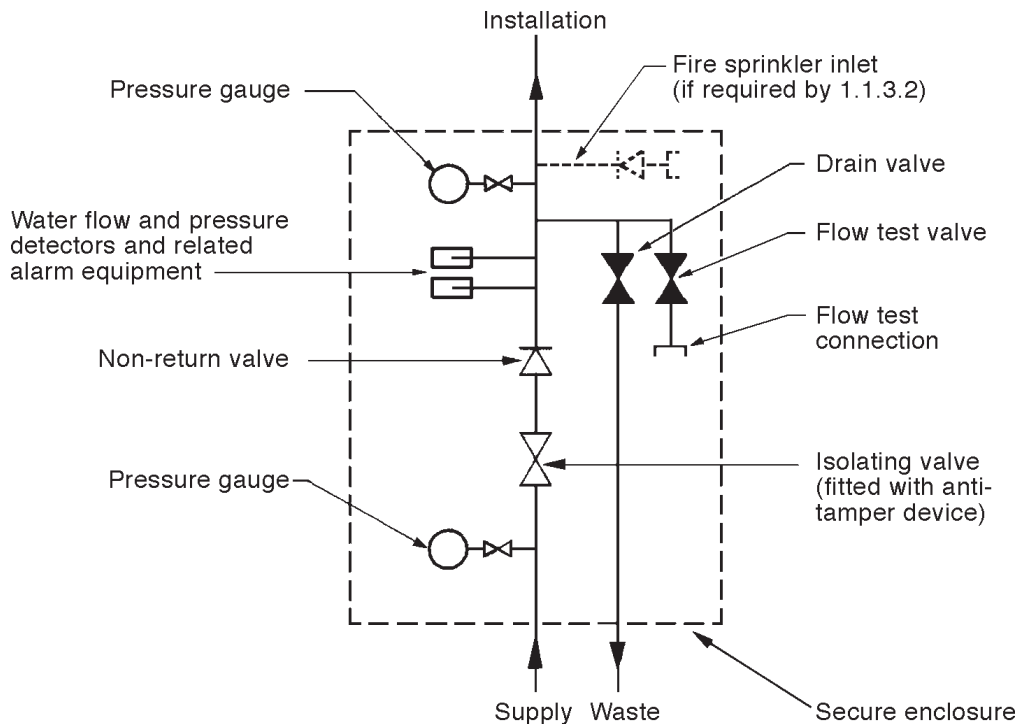 Installation
Pressure gauge
Fire sprinkler inlet
(if required by 1.1.3.2)
Drain valve
Water flow and pressure
detectors and related
alarm equipment
Flow test valve
Flow test
connection
Non-return valve
Isolating valve
(fitted with anti-
tamper device)
Pressure gauge
Supply
Waste
Secure enclosure